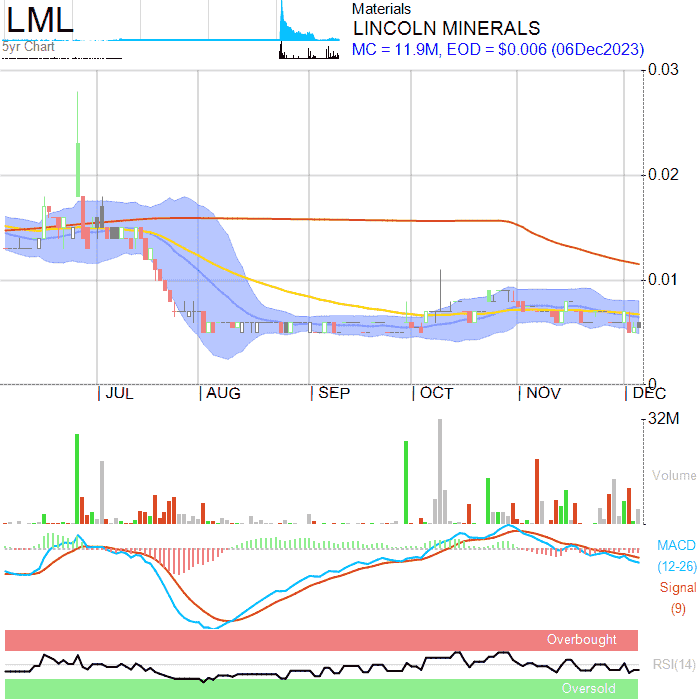 LML
5yr Chart
Materials
LINCOLN MINERALS
MC = 11.9M, EOD = $0.006 (06Dec2023)
0.03
0.02
0.01
0
JUL
AUG
SEP
OCT
NOV
DEC
32M
Volume
MACD
(12-26)
Signal
(9)
Overbought
RSI(14)
Oversold